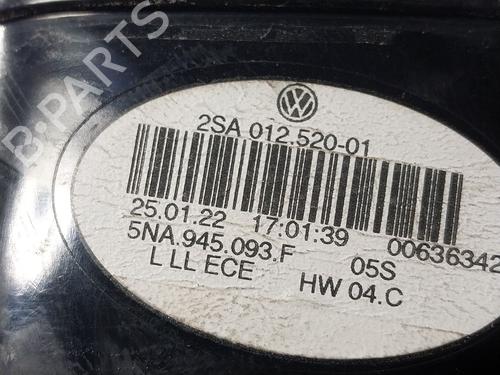 B-PARTS
2SA 012.520-01
25.01.22 17:01:39 00636342
5NA.945.093.F 05S
L LL ECE HW 04.C